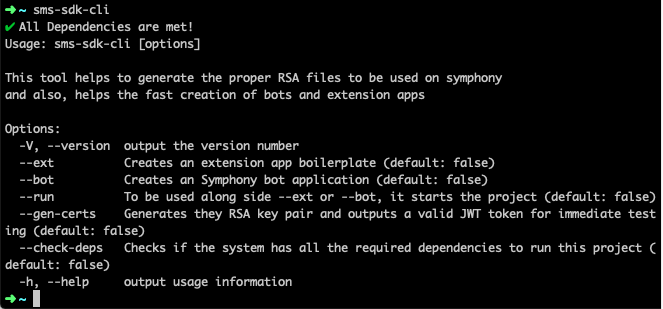 ➜ ~ sms-sdk-cli
✔ All Dependencies are met!
Usage: sms-sdk-cli [options]
This tool helps to generate the proper RSA files to be used on symphony
and also, helps the fast creation of bots and extension apps
Options:
-V, --version output the version number
--ext Creates an extension app boilerplate (default: false)
--bot Creates an Symphony bot application (default: false)
--run To be used along side --ext or --bot, it starts the project (default: false)
--gen-certs Generates they RSA key pair and outputs a valid JWT token for immediate test
ing (default: false)
--check-deps Checks if the system has all the required dependencies to run this project (
default: false)
-h, --help output usage information
➜ ~